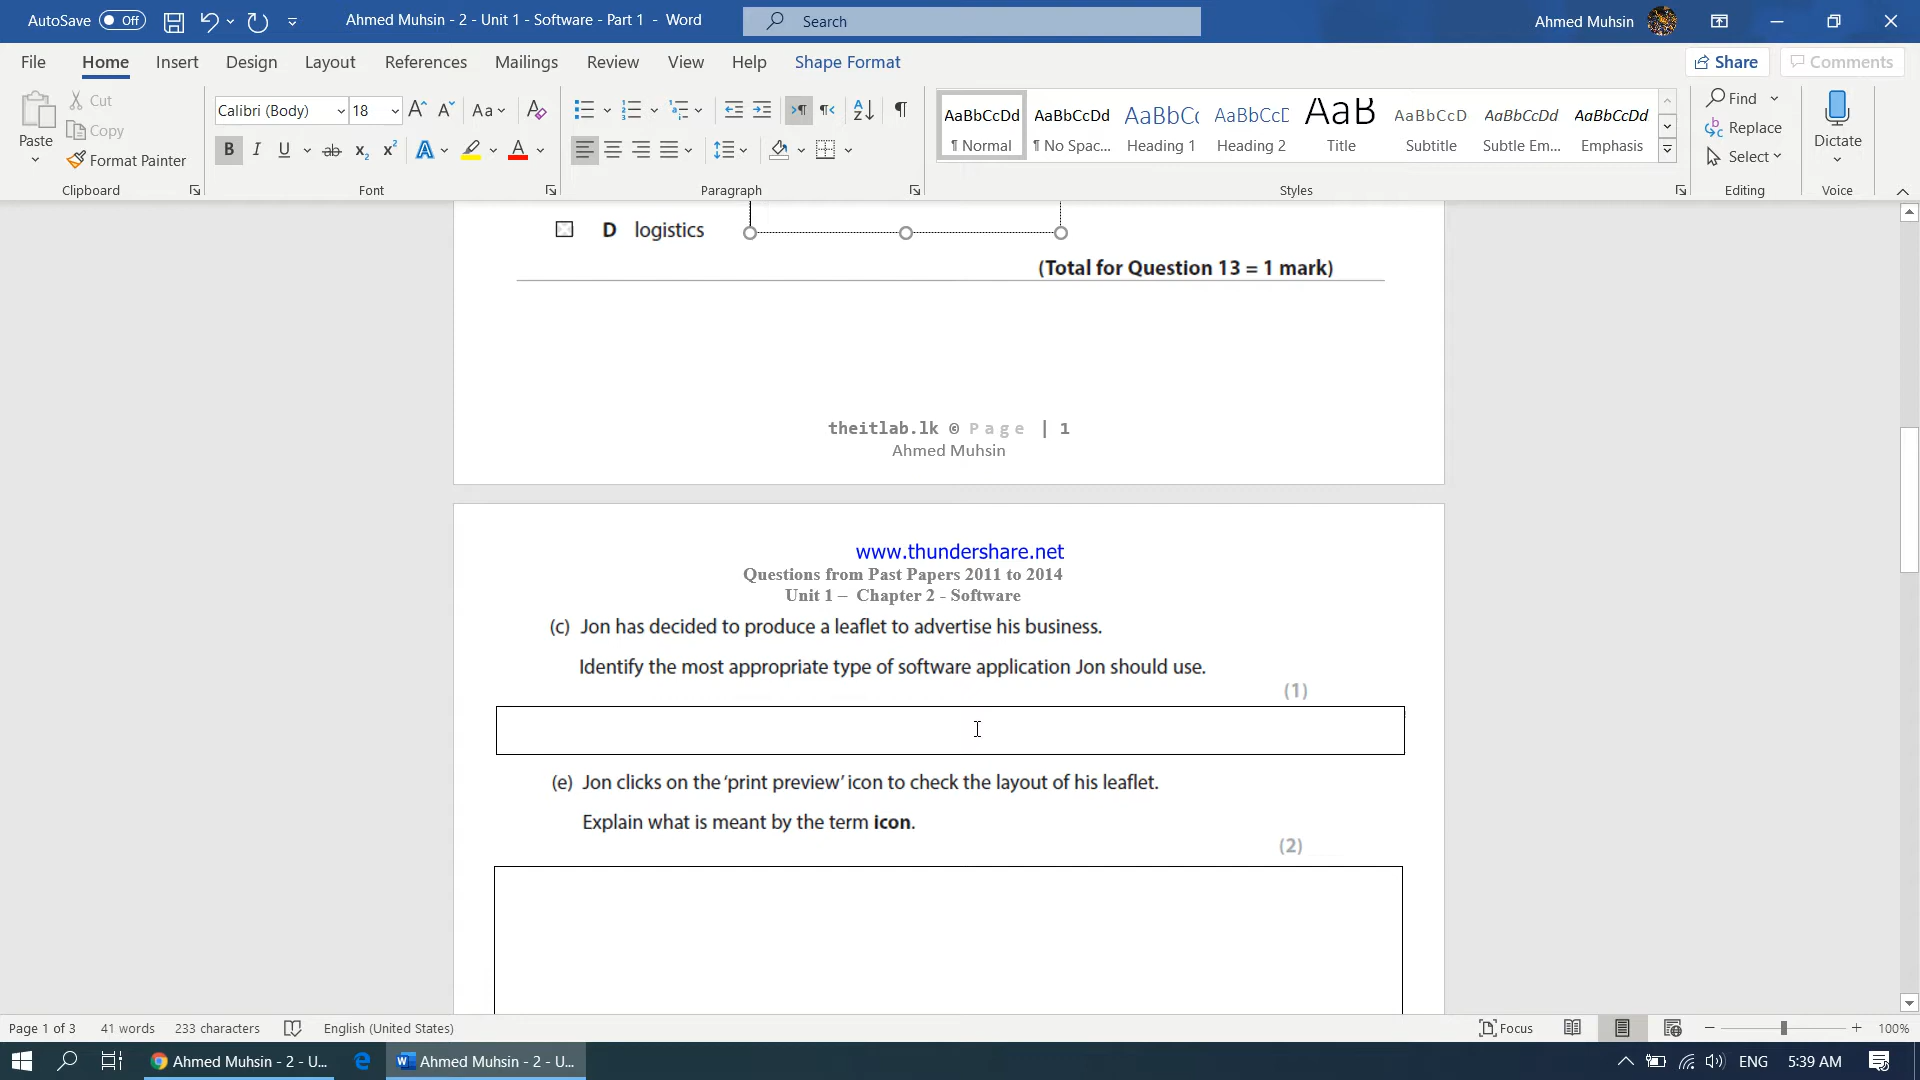 AutoSave Off Ahmed Muhsin - 2 - Unit 1 - Software - Part 1 - Word Search Ahmed Muhsin
File Home Insert Design Layout References Mailings Review View Help Shape Format Share Comments
Paste
Cut
Copy
Format Painter
Clipboard
Calibri (Body) 18
Font
Paragraph
AaBbCcDd AaBbCcDd AaBbCc AaBbCcE AaB AaBbCcD AaBbCcDd AaBbCcDd
¶ Normal ¶ No Spac... Heading 1 Heading 2 Title Subtitle Subtle Em... Emphasis
Styles
Find
Replace
Select
Editing
Dictate
Voice
D logistics
(Total for Question 13 = 1 mark)
theitlab.lk © Page | 1
Ahmed Muhsin
www.thundershare.net
Questions from Past Papers 2011 to 2014
Unit 1 – Chapter 2 - Software
(c) Jon has decided to produce a leaflet to advertise his business.
Identify the most appropriate type of software application Jon should use.
(1)
(e) Jon clicks on the 'print preview' icon to check the layout of his leaflet.
Explain what is meant by the term icon.
(2)
Page 1 of 3 41 words 233 characters English (United States) Focus 100%
Ahmed Muhsin - 2 - U... Ahmed Muhsin - 2 - U... ENG 5:39 AM